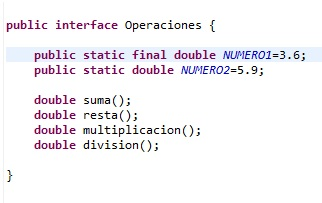 public interface Operaciones {
public static final double NUMERO1=3.6;
public static double NUMERO2=5.9;
double suma();
double resta();
double multiplicacion();
double division();
}